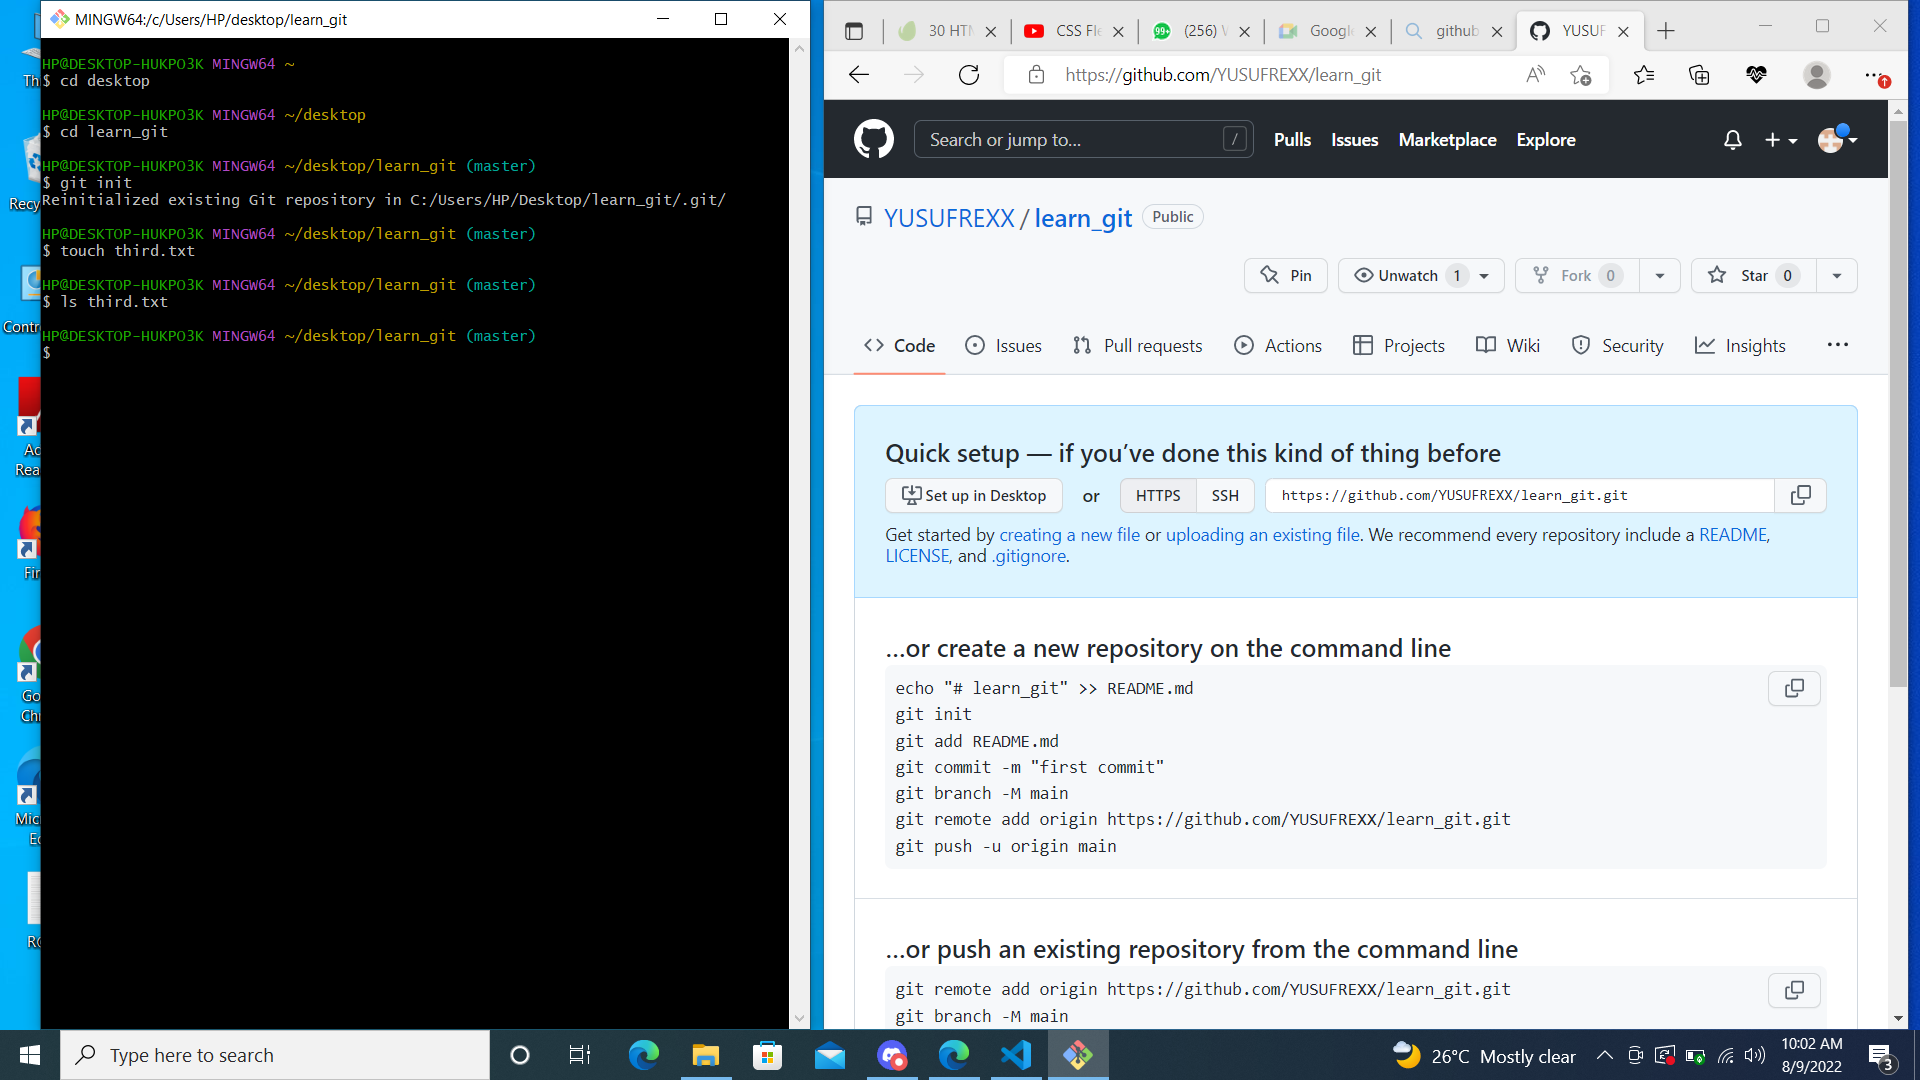 MINGW64:/c/Users/HP/desktop/learn_git
HP@DESKTOP-HUKPO3K MINGW64 ~
$ cd desktop
HP@DESKTOP-HUKPO3K MINGW64 ~/desktop
$ cd learn_git
HP@DESKTOP-HUKPO3K MINGW64 ~/desktop/learn_git (master)
$ git init
Reinitialized existing Git repository in C:/Users/HP/Desktop/learn_git/.git/
HP@DESKTOP-HUKPO3K MINGW64 ~/desktop/learn_git (master)
$ touch third.txt
HP@DESKTOP-HUKPO3K MINGW64 ~/desktop/learn_git (master)
$ ls third.txt
HP@DESKTOP-HUKPO3K MINGW64 ~/desktop/learn_git (master)
$
Th
Recy
Contr
Ac
Rea
Fir
Go
Chr
Mic
Ec
Ro
30 HTM
CSS Fle
99+
(256) V
Google
github
YUSUF
https://github.com/YUSUFREXX/learn_git
Search or jump to...
/
Pulls
Issues
Marketplace
Explore
YUSUFREXX / learn_git
Public
Pin
Unwatch 1
Fork 0
Star 0
Code
Issues
Pull requests
Actions
Projects
Wiki
Security
Insights
Quick setup — if you’ve done this kind of thing before
Set up in Desktop
or
HTTPS
SSH
https://github.com/YUSUFREXX/learn_git.git
Get started by creating a new file or uploading an existing file. We recommend every repository include a README,
LICENSE, and .gitignore.
…or create a new repository on the command line
echo "# learn_git" >> README.md
git init
git add README.md
git commit -m "first commit"
git branch -M main
git remote add origin https://github.com/YUSUFREXX/learn_git.git
git push -u origin main
…or push an existing repository from the command line
git remote add origin https://github.com/YUSUFREXX/learn_git.git
git branch -M main
Type here to search
26°C Mostly clear
10:02 AM
8/9/2022
3